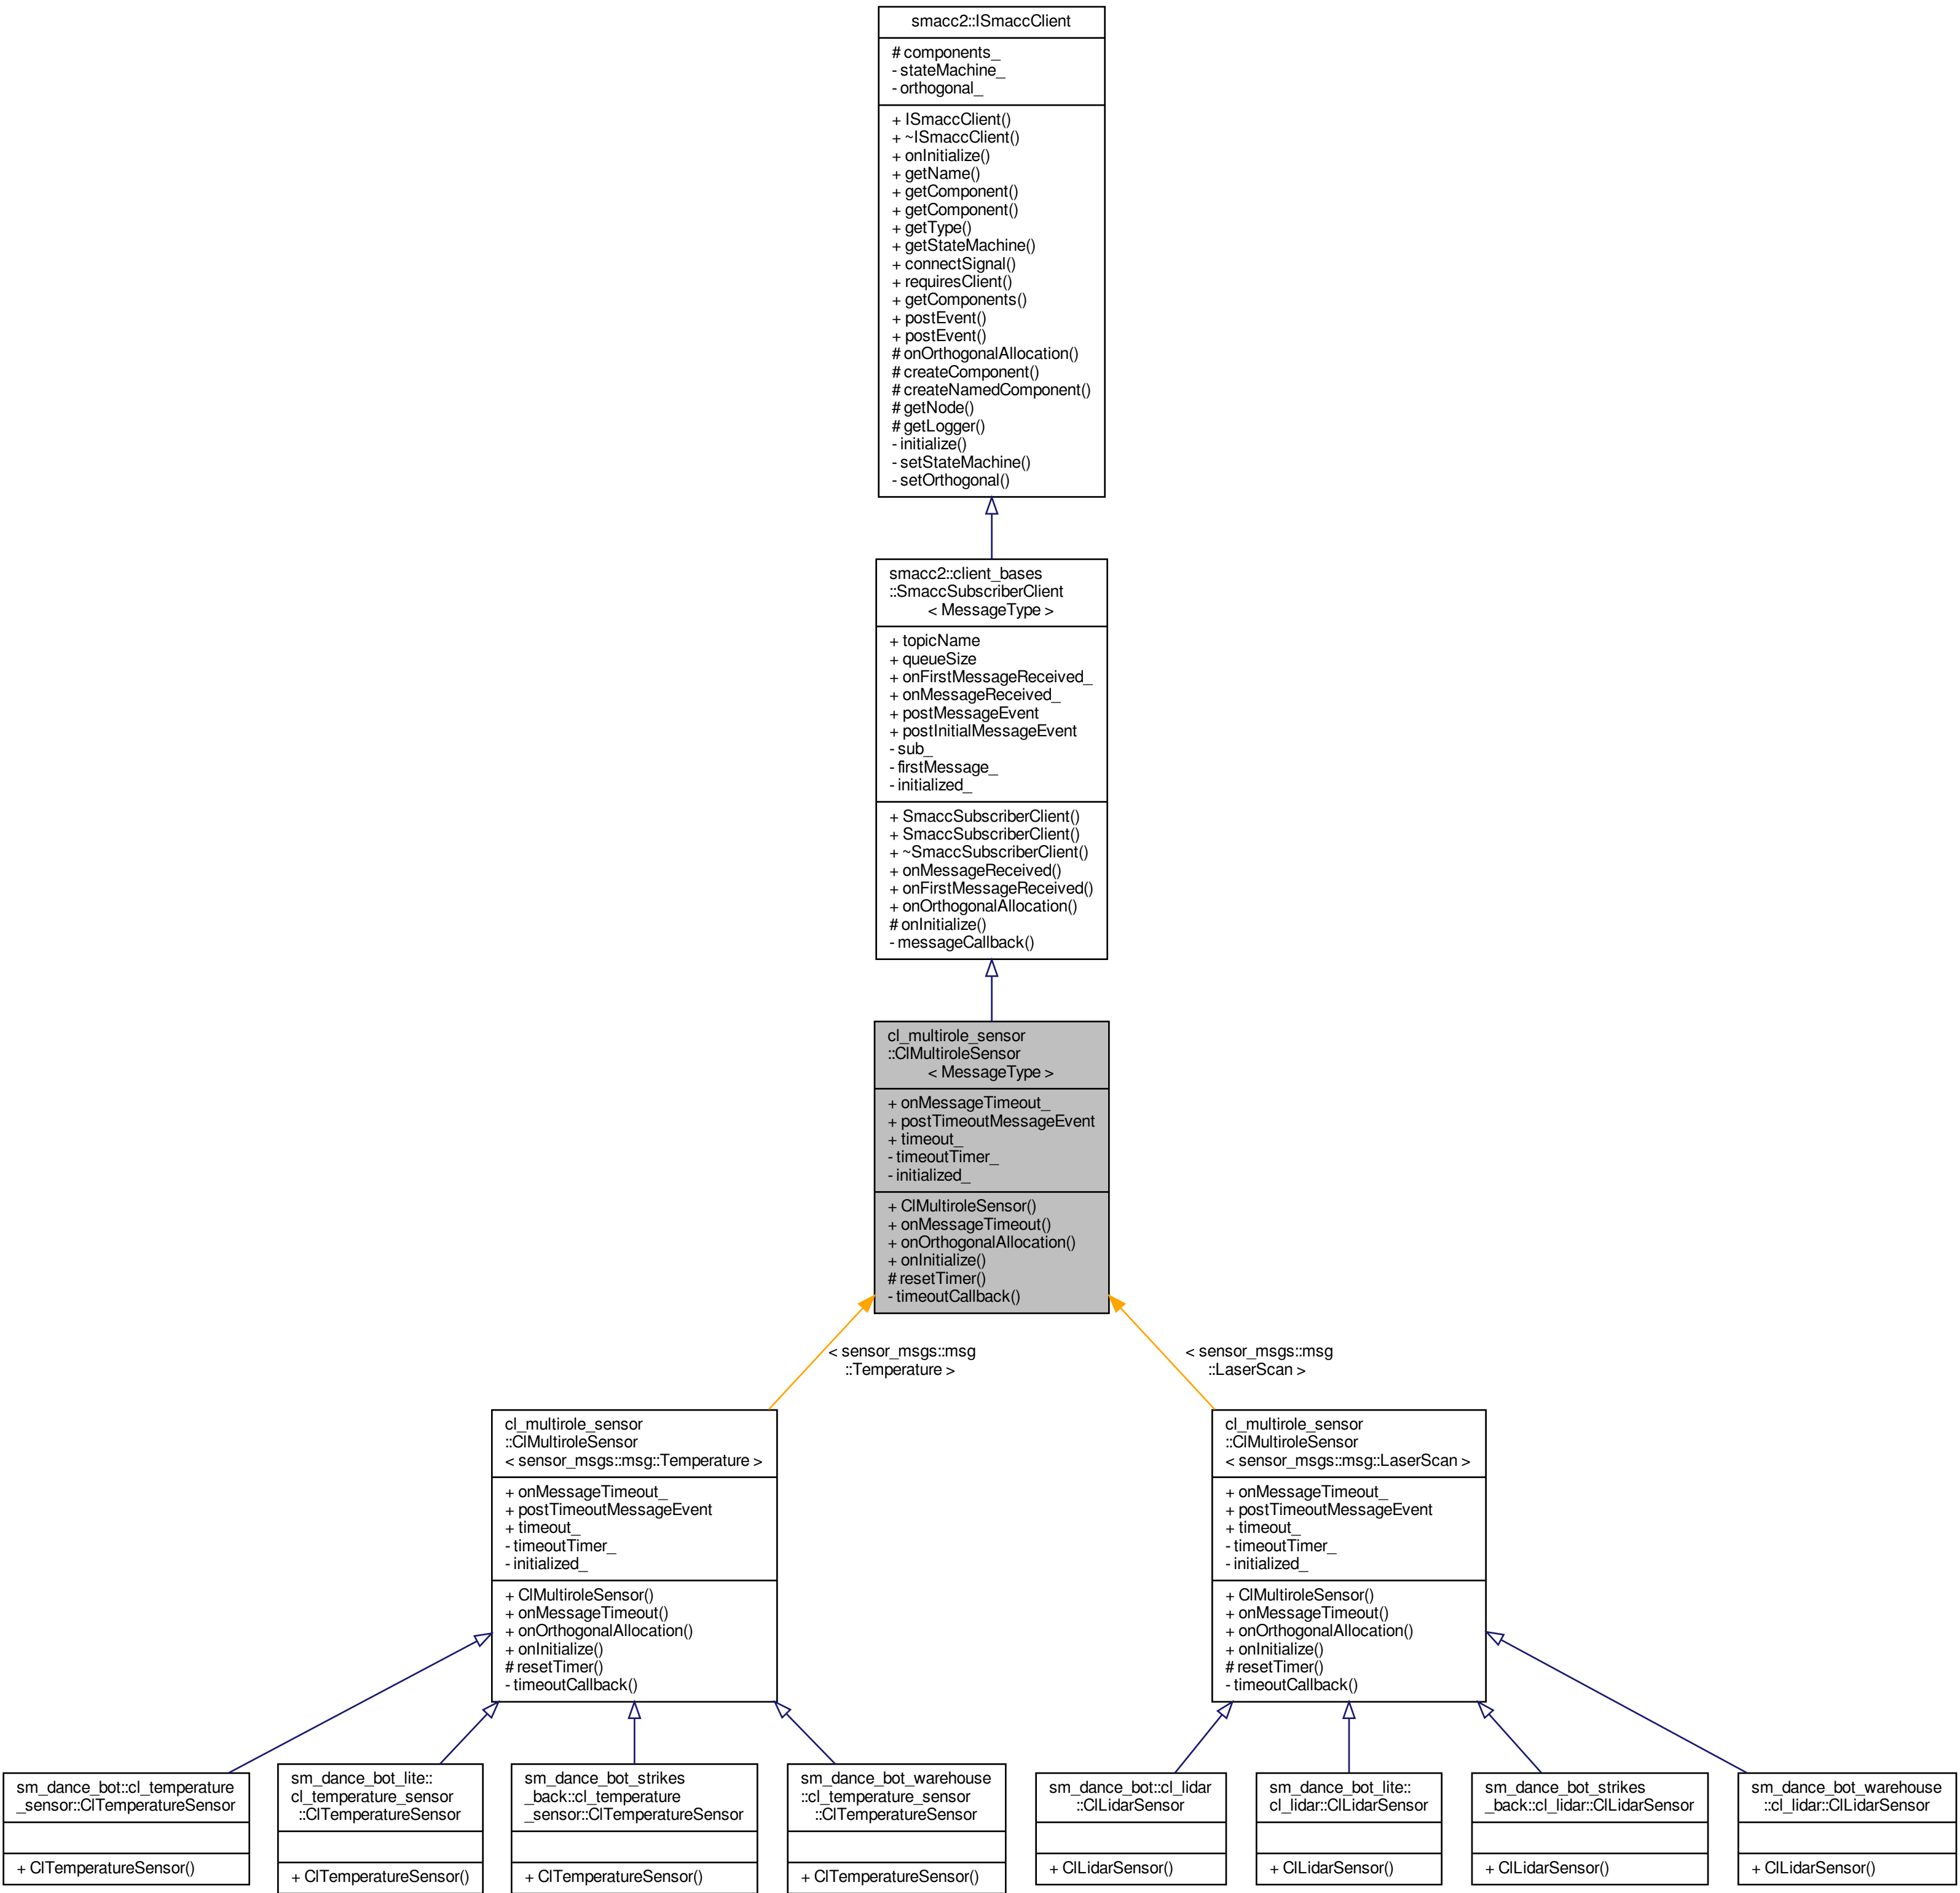 smacc2::ISmaccClient
# components_
- stateMachine_
- orthogonal_
+ ISmaccClient()
+ ~ISmaccClient()
+ onInitialize()
+ getName()
+ getComponent()
+ getComponent()
+ getType()
+ getStateMachine()
+ connectSignal()
+ requiresClient()
+ getComponents()
+ postEvent()
+ postEvent()
# onOrthogonalAllocation()
# createComponent()
# createNamedComponent()
# getNode()
# getLogger()
- initialize()
- setStateMachine()
- setOrthogonal()
smacc2::client_bases
::SmaccSubscriberClient
< MessageType >
+ topicName
+ queueSize
+ onFirstMessageReceived_
+ onMessageReceived_
+ postMessageEvent
+ postInitialMessageEvent
- sub_
- firstMessage_
- initialized_
+ SmaccSubscriberClient()
+ SmaccSubscriberClient()
+ ~SmaccSubscriberClient()
+ onMessageReceived()
+ onFirstMessageReceived()
+ onOrthogonalAllocation()
# onInitialize()
- messageCallback()
cl_multirole_sensor
::ClMultiroleSensor
< MessageType >
+ onMessageTimeout_
+ postTimeoutMessageEvent
+ timeout_
- timeoutTimer_
- initialized_
+ ClMultiroleSensor()
+ onMessageTimeout()
+ onOrthogonalAllocation()
+ onInitialize()
# resetTimer()
- timeoutCallback()
< sensor_msgs::msg
::Temperature >
< sensor_msgs::msg
::LaserScan >
cl_multirole_sensor
::ClMultiroleSensor
< sensor_msgs::msg::Temperature >
+ onMessageTimeout_
+ postTimeoutMessageEvent
+ timeout_
- timeoutTimer_
- initialized_
+ ClMultiroleSensor()
+ onMessageTimeout()
+ onOrthogonalAllocation()
+ onInitialize()
# resetTimer()
- timeoutCallback()
cl_multirole_sensor
::ClMultiroleSensor
< sensor_msgs::msg::LaserScan >
+ onMessageTimeout_
+ postTimeoutMessageEvent
+ timeout_
- timeoutTimer_
- initialized_
+ ClMultiroleSensor()
+ onMessageTimeout()
+ onOrthogonalAllocation()
+ onInitialize()
# resetTimer()
- timeoutCallback()
sm_dance_bot::cl_temperature
_sensor::ClTemperatureSensor
+ ClTemperatureSensor()
sm_dance_bot_lite::
cl_temperature_sensor
::ClTemperatureSensor
+ ClTemperatureSensor()
sm_dance_bot_strikes
_back::cl_temperature
_sensor::ClTemperatureSensor
+ ClTemperatureSensor()
sm_dance_bot_warehouse
::cl_temperature_sensor
::ClTemperatureSensor
+ ClTemperatureSensor()
sm_dance_bot::cl_lidar
::ClLidarSensor
+ ClLidarSensor()
sm_dance_bot_lite::
cl_lidar::ClLidarSensor
+ ClLidarSensor()
sm_dance_bot_strikes
_back::cl_lidar::ClLidarSensor
+ ClLidarSensor()
sm_dance_bot_warehouse
::cl_lidar::ClLidarSensor
+ ClLidarSensor()